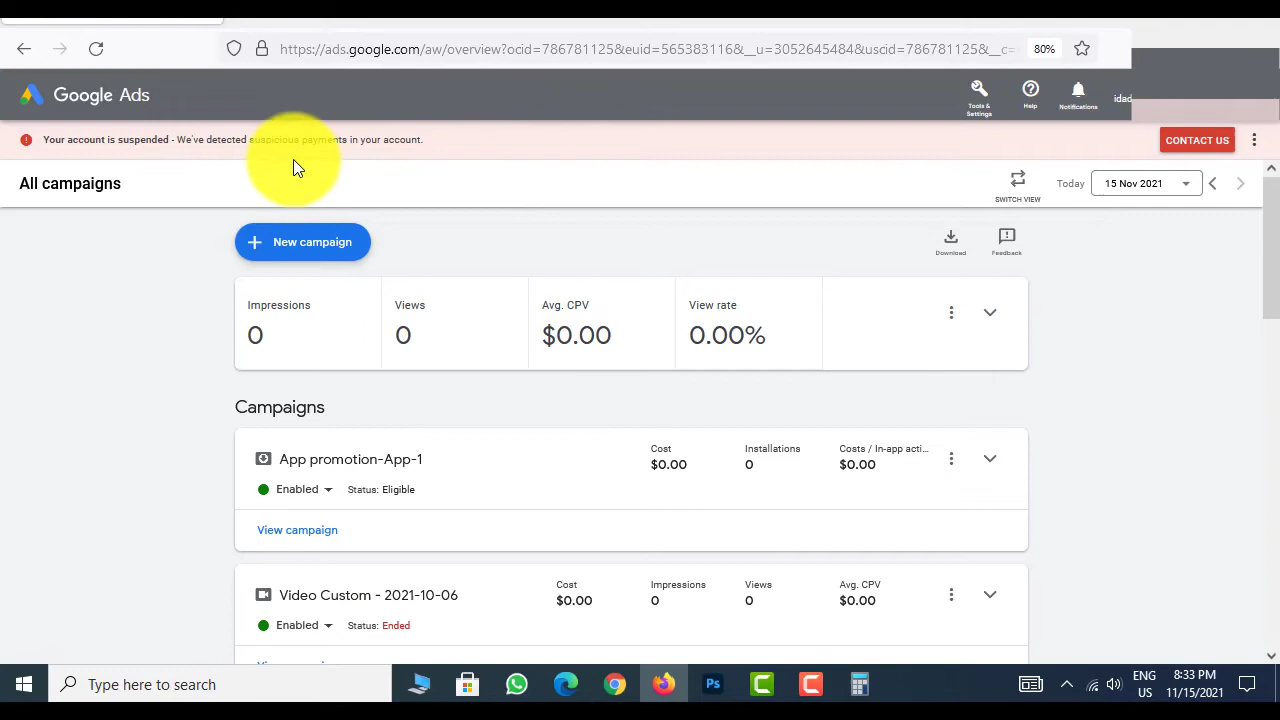 https://ads.google.com/aw/overview?ocid=786781125&euid=565383116&__u=3052645484&uscid=786781125&__c=
80%
Google Ads
Tools & Settings
Help
Notifications
idad
Your account is suspended - We've detected suspicious payments in your account.
CONTACT US
All campaigns
SWITCH VIEW
Today
15 Nov 2021
New campaign
Download
Feedback
Impressions
0
Views
0
Avg. CPV
$0.00
View rate
0.00%
Campaigns
App promotion-App-1
Cost
$0.00
Installations
0
Costs / In-app acti...
$0.00
Enabled
Status: Eligible
View campaign
Video Custom - 2021-10-06
Cost
$0.00
Impressions
0
Views
0
Avg. CPV
$0.00
Enabled
Status: Ended
Type here to search
Ps
ENG
US
8:33 PM
11/15/2021